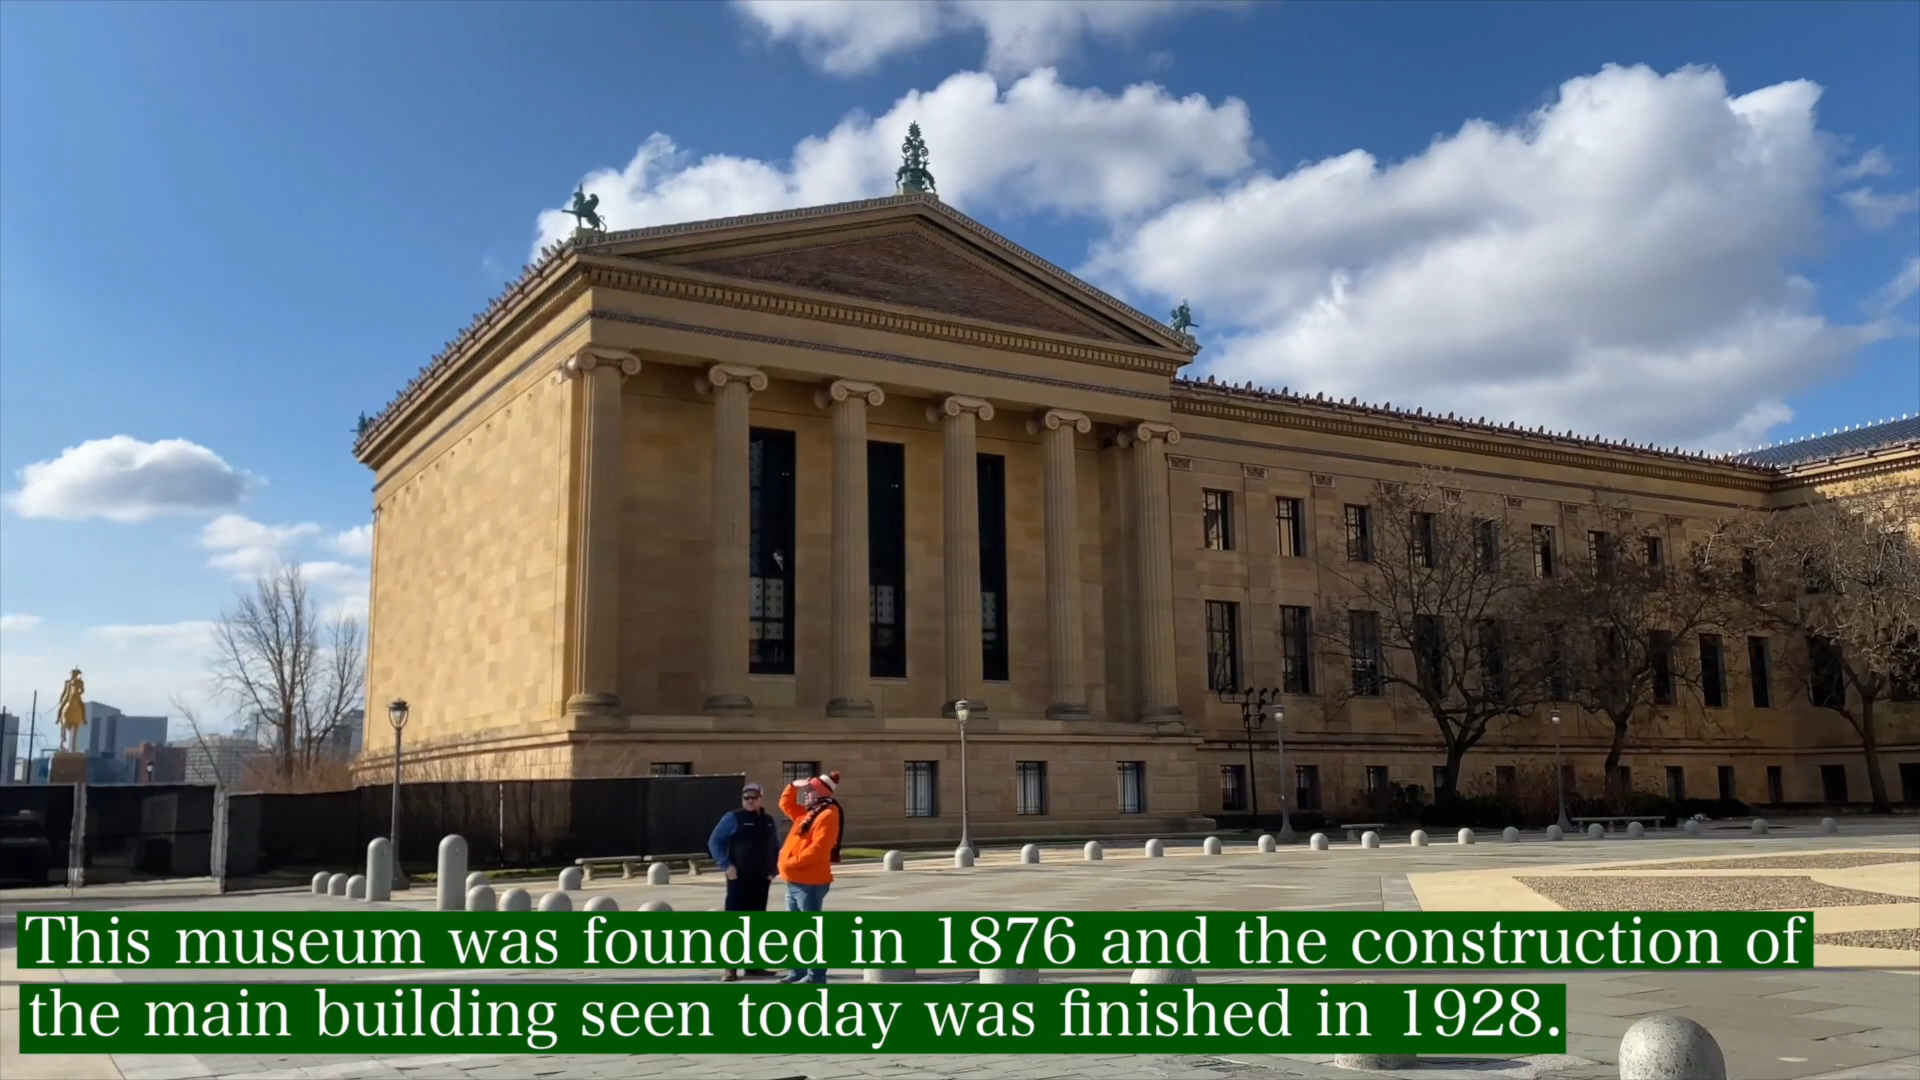 This museum was founded in 1876 and the construction of
the main building seen today was finished in 1928.